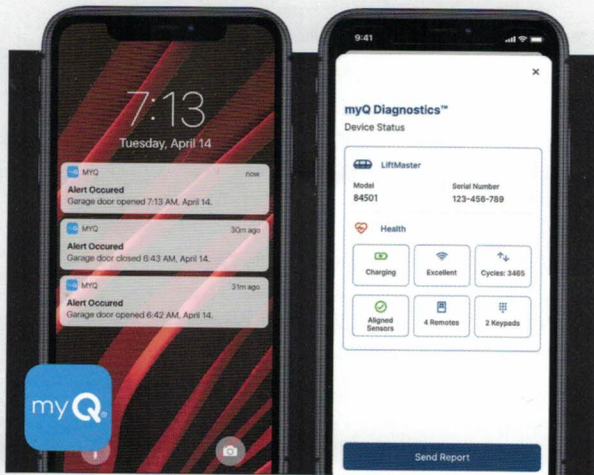 7:13
Tuesday, April 14
MYQ now
Alert Occured
Garage door opened 7:13 AM, April 14.
MYQ 30m ago
Alert Occured
Garage door closed 6:43 AM, April 14.
MYQ 31m ago
Alert Occured
Garage door opened 6:42 AM, April 14.
myQ
9:41
myQ Diagnostics™
Device Status
LiftMaster
Model Serial Number
84501 123-456-789
Health
Charging Excellent Cycles: 3465
Aligned
Sensors 4 Remotes 2 Keypads
Send Report